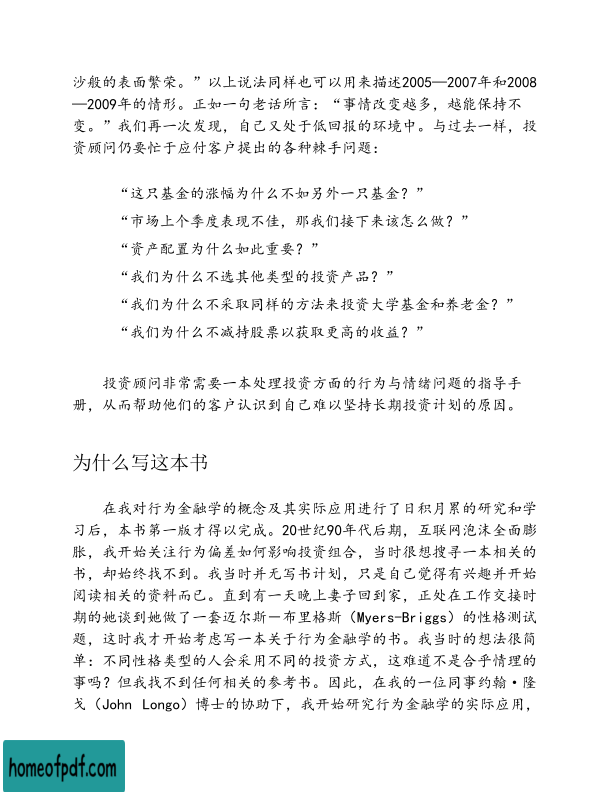 沙般的表面繁荣。”以上说法同样也可以用来描述2005—2007年和2008
—2009年的情形。正如一句老话所言：“事情改变越多，越能保持不
变。”我们再一次发现，自己又处于低回报的环境中。与过去一样，投
资顾问仍要忙于应付客户提出的各种棘手问题：
“这只基金的涨幅为什么不如另外一只基金？”
“市场上个季度表现不佳，那我们接下来该怎么做？”
“资产配置为什么如此重要？”
“我们为什么不选其他类型的投资产品？”
“我们为什么不采取同样的方法来投资大学基金和养老金？”
“我们为什么不减持股票以获取更高的收益？”
投资顾问非常需要一本处理投资方面的行为与情绪问题的指导手
册，从而帮助他们的客户认识到自己难以坚持长期投资计划的原因。
为什么写这本书
在我对行为金融学的概念及其实际应用进行了日积月累的研究和学
习后，本书第一版才得以完成。20世纪90年代后期，互联网泡沫全面膨
胀，我开始关注行为偏差如何影响投资组合，当时很想搜寻一本相关的
书，却始终找不到。我当时并无写书计划，只是自己觉得有兴趣并开始
阅读相关的资料而已。直到有一天晚上妻子回到家，正处在工作交接时
期的她谈到她做了一套迈尔斯－布里格斯（Myers-Briggs）的性格测试
题，这时我才开始考虑写一本关于行为金融学的书。我当时的想法很简
单：不同性格类型的人会采用不同的投资方式，这难道不是合乎情理的
事吗？但我找不到任何相关的参考书。因此，在我的一位同事约翰·隆
戈（John Longo）博士的协助下，我开始研究行为金融学的实际应用，
homeofpdf.com